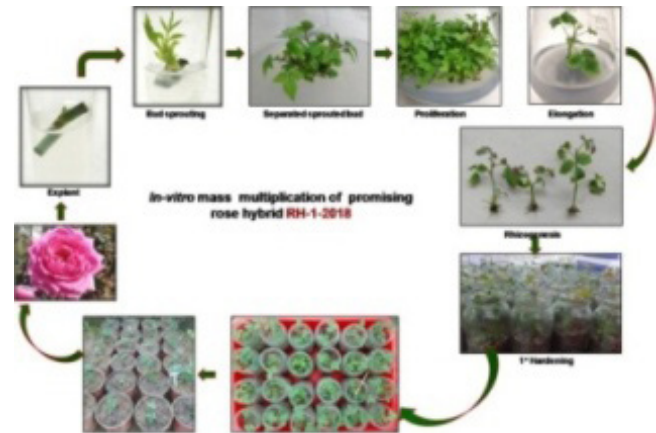 Bud sprouting
Separated sprouted bud
Proliferation
Elongation
Explant
in-vitro mass multiplication of promising
rose hybrid RH-1-2018
Rhizogenesis
1st Hardening